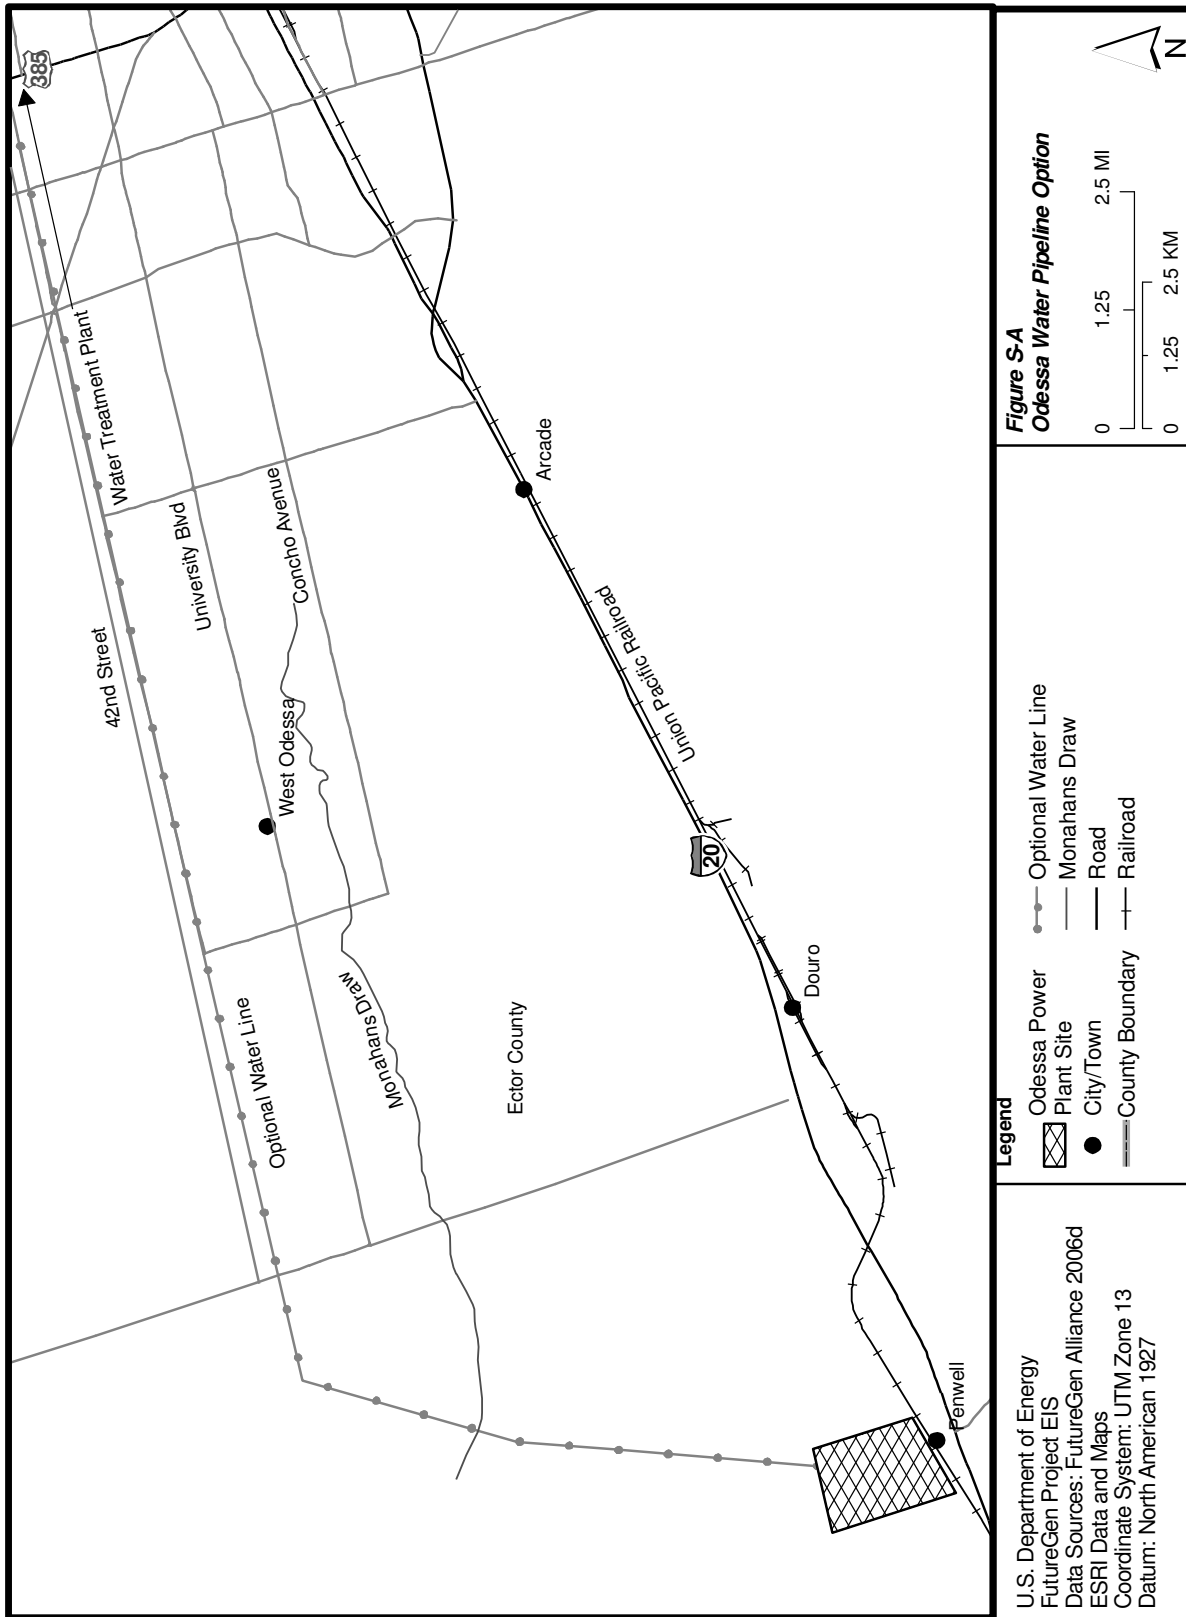 385
Water Treatment Plant
42nd Street
University Blvd
Concho Avenue
West Odessa
Arcade
Union Pacific Railroad
20
Optional Water Line
Monahans Draw
Ector County
Douro
Penwell
U.S. Department of Energy
FutureGen Project EIS
Data Sources: FutureGen Alliance 2006d
ESRI Data and Maps
Coordinate System: UTM Zone 13
Datum: North American 1927
Legend
Odessa Power
Plant Site
City/Town
County Boundary
Optional Water Line
Monahans Draw
Road
Railroad
Figure S-A
Odessa Water Pipeline Option
0 1.25 2.5 MI
0 1.25 2.5 KM
N